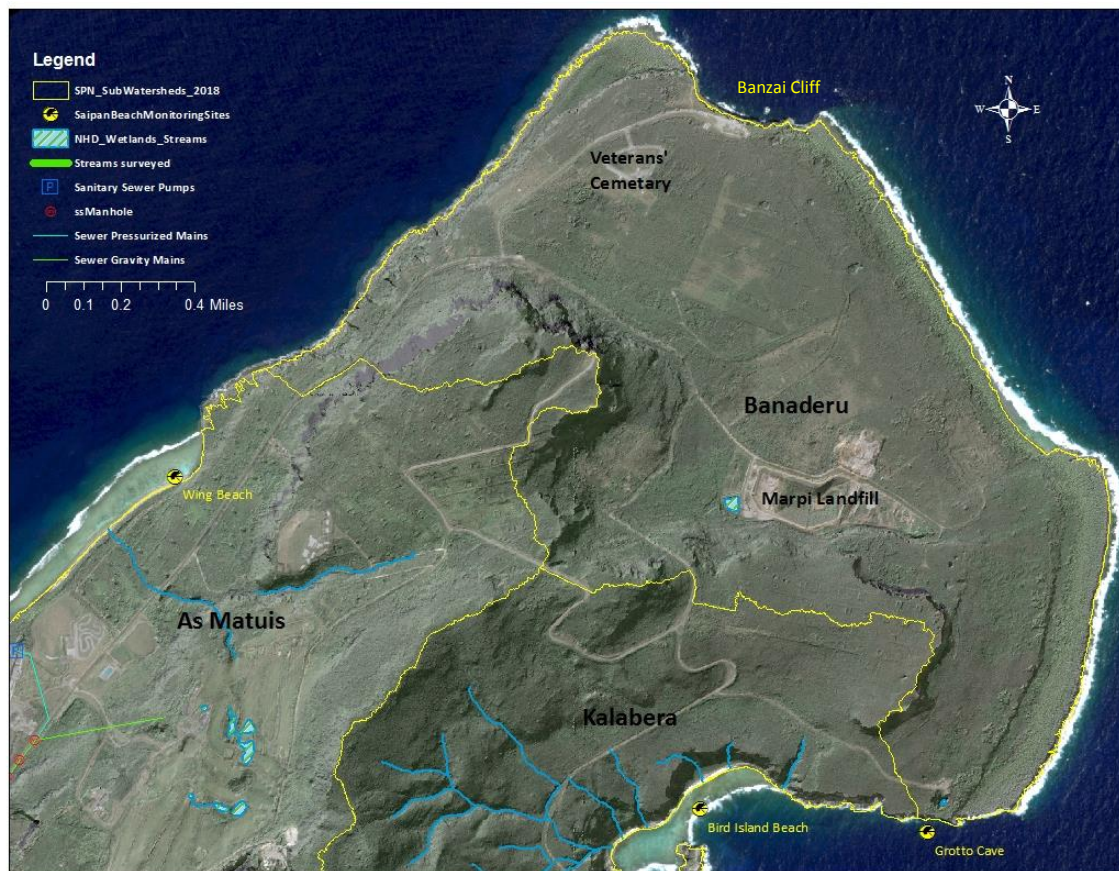 Legend
SPN_SubWatersheds_2018
SaipanBeachMonitoringSites
NHD_Wetlands_Streams
Streams surveyed
P
Sanitary Sewer Pumps
ssManhole
Sewer Pressurized Mains
Sewer Gravity Mains
0 0.1 0.2 0.4 Miles
Banzai Cliff
N
W E
S
Veterans'
Cemetary
Banaderu
Marpi Landfill
Wing Beach
As Matuis
Kalabera
Bird Island Beach
Grotto Cave